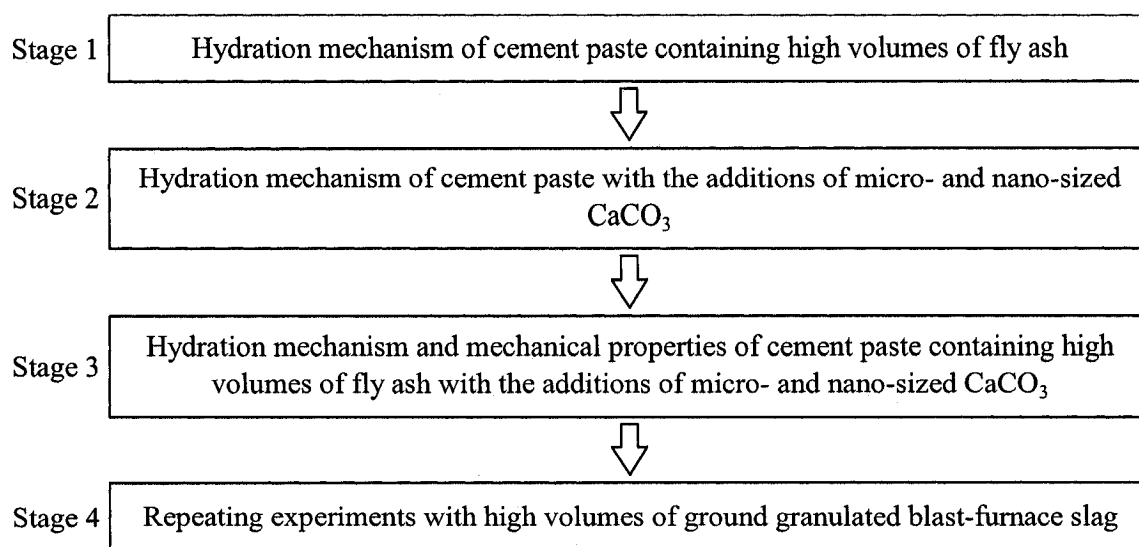 Stage 1 Hydration mechanism of cement paste containing high volumes of fly ash
Stage 2 Hydration mechanism of cement paste with the additions of micro- and nano-sized
CaCO₃
Stage 3 Hydration mechanism and mechanical properties of cement paste containing high
volumes of fly ash with the additions of micro- and nano-sized CaCO₃
Stage 4 Repeating experiments with high volumes of ground granulated blast-furnace slag